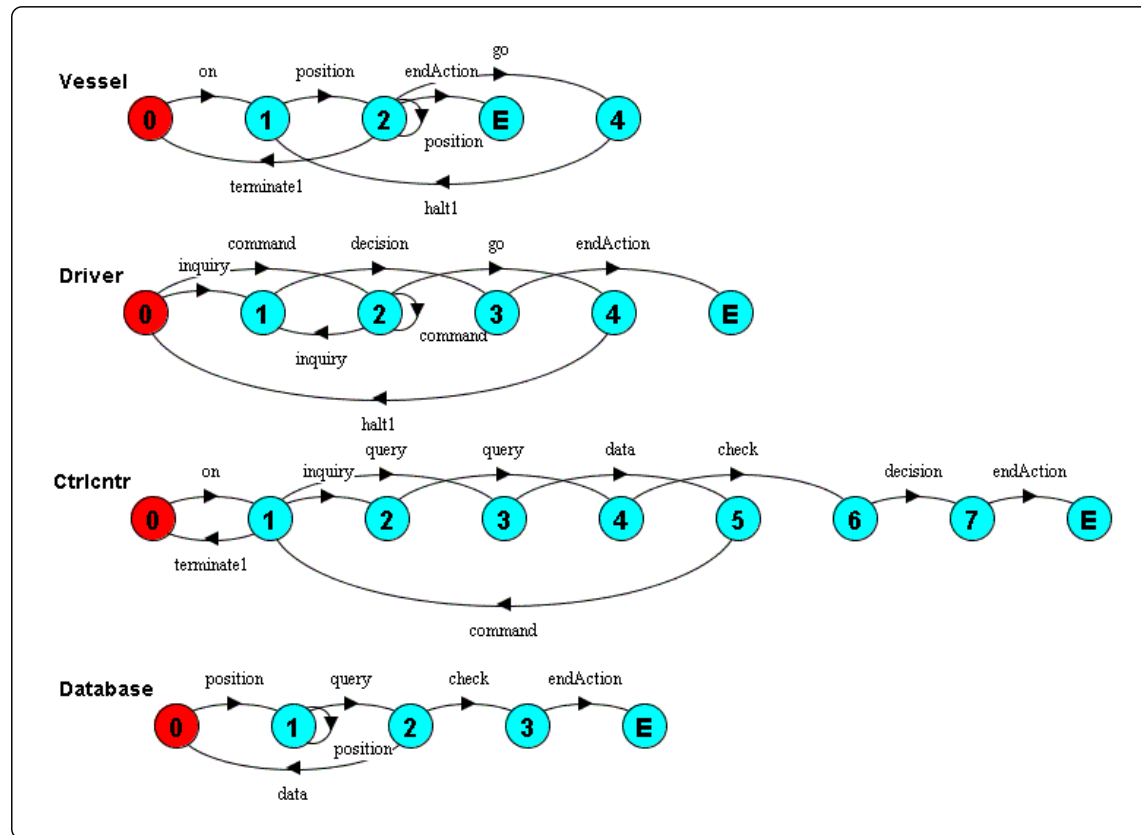 go
on position endAction
Vessel
0 1 2 E 4
position
terminate1
halt1
command decision go endAction
inquiry
Driver
0 1 2 3 4 E
command
inquiry
halt1
query query data check
on inquiry decision endAction
Ctrlcntr
0 1 2 3 4 5 6 7 E
terminate1
command
position query check endAction
Database
0 1 2 3 E
position
data